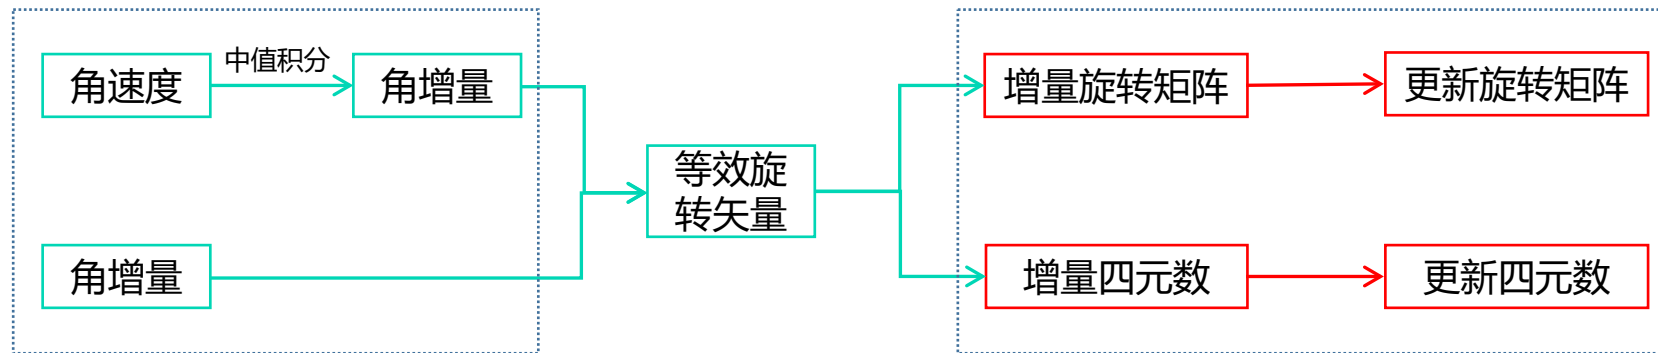 角速度
中值积分
角增量
增量旋转矩阵
更新旋转矩阵
等效旋
转矢量
角增量
增量四元数
更新四元数